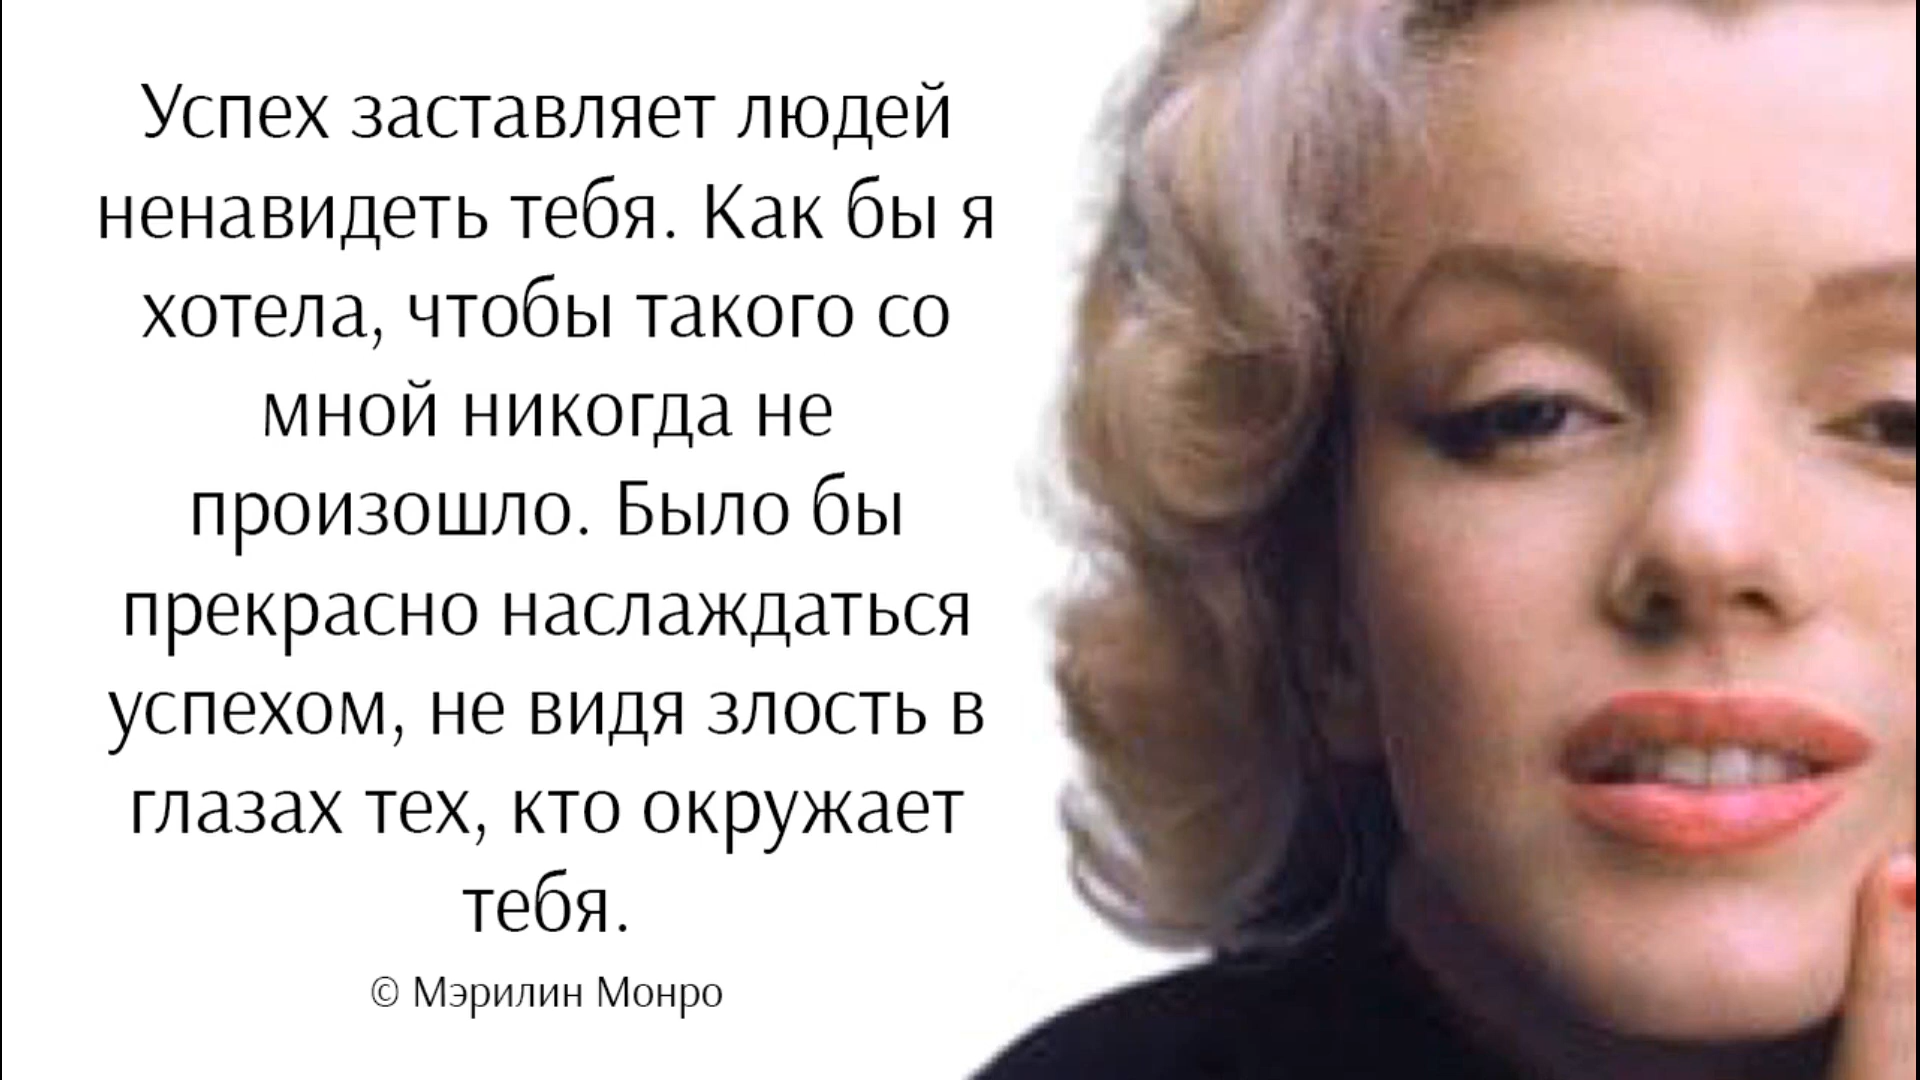 Успех заставляет людей
ненавидеть тебя. Как бы я
хотела, чтобы такого со
мной никогда не
произошло. Было бы
прекрасно наслаждаться
успехом, не видя злость в
глазах тех, кто окружает
тебя.
© Мэрилин Монро